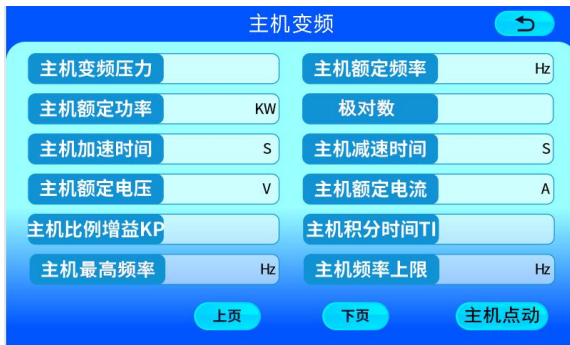 主机变频
主机变频压力 主机额定频率 Hz
主机额定功率 KW 极对数
主机加速时间 S 主机减速时间 S
主机额定电压 V 主机额定电流 A
主机比例增益KP 主机积分时间TI
主机最高频率 Hz 主机频率上限 Hz
上页 下页 主机点动